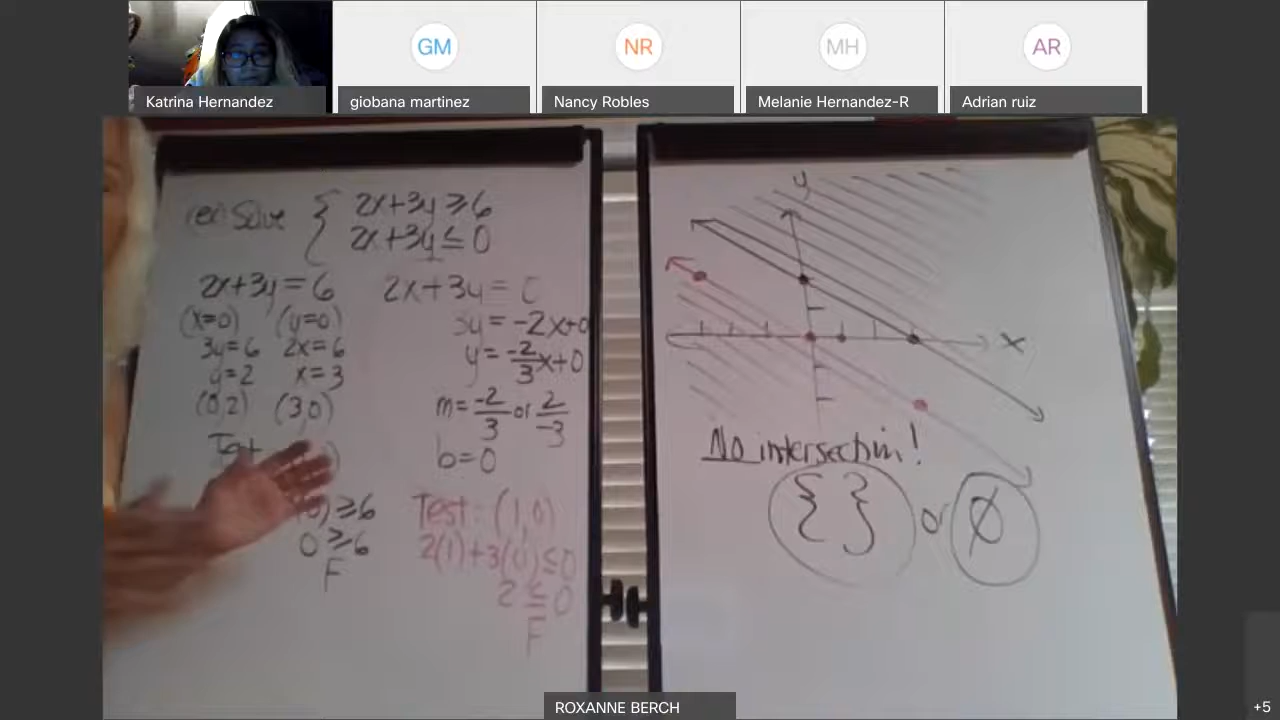 GM
NR
MH
AR
Katrina Hernandez
giobana martinez
Nancy Robles
Melanie Hernandez-R
Adrian ruiz
(ex) Solve { 2x+3y ≥ 6
2x+3y ≤ 0
2x+3y = 6
(x=0) (y=0)
3y=6 2x=6
y=2 x=3
(0,2) (3,0)
≥6
0 ≥ 6
F
2x+3y =
3y = -2x+0
y = -2/3 x+0
m = -2/3 or 2/-3
b=0
Test: (1,0)
2(1)+3(0) ≤ 0
2 ≤ 0
F
y
x
No intersection!
{ } or ∅
ROXANNE BERCH
+5